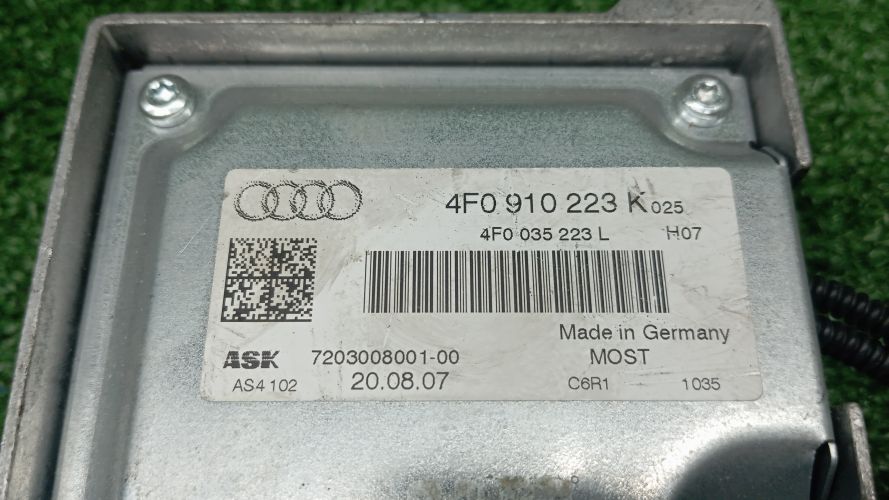 4F0 910 223 K 025
4F0 035 223 L H07
Made in Germany
ASK 7203008001-00 MOST
AS4 102 20.08.07 C6R1 1035